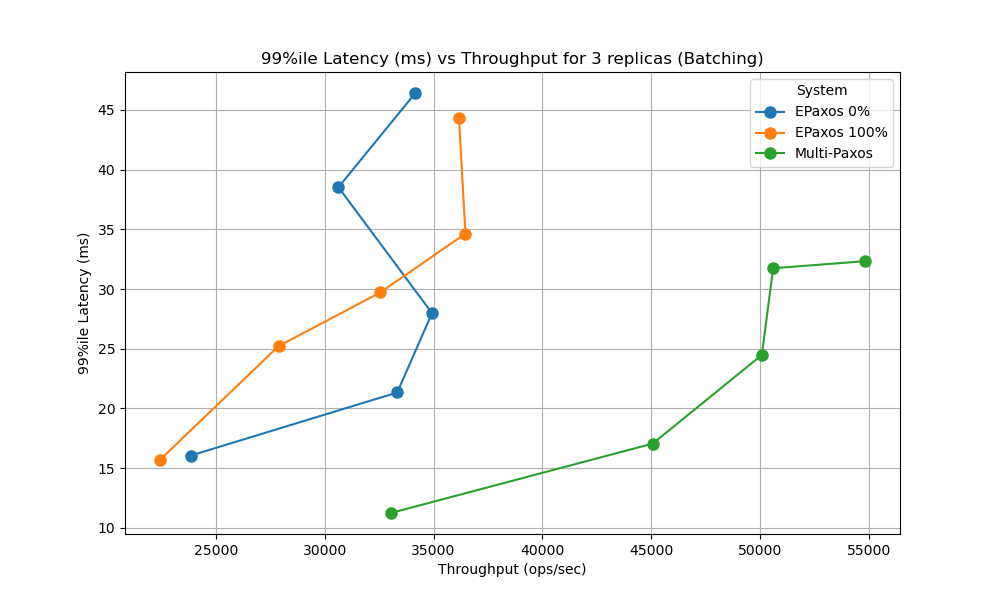 99%ile Latency (ms) vs Throughput for 3 replicas (Batching)
System
EPaxos 0%
EPaxos 100%
Multi-Paxos
99%ile Latency (ms)
45
40
35
30
25
20
15
10
25000
30000
35000
40000
45000
50000
55000
Throughput (ops/sec)